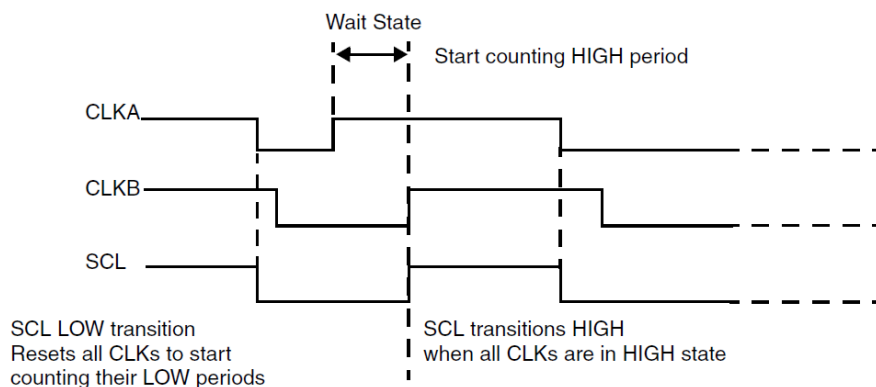 Wait State
Start counting HIGH period
CLKA
CLKB
SCL
SCL LOW transition
Resets all CLKs to start
counting their LOW periods
SCL transitions HIGH
when all CLKs are in HIGH state